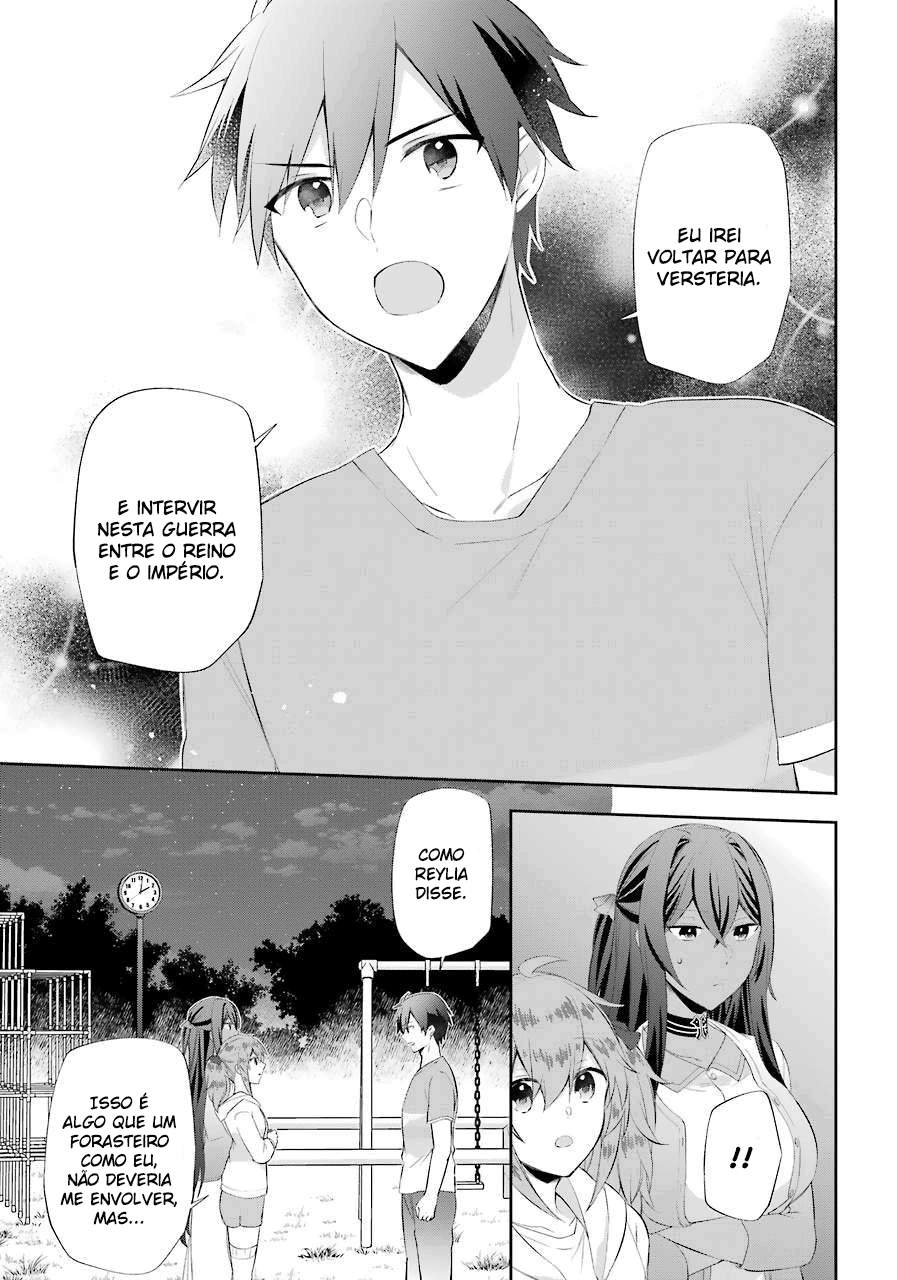 EU IREI
VOLTAR PARA
VERSTERIA.
E INTERVIR
NESTA GUERRA
ENTRE O REINO
E O IMPÉRIO.
!!
COMO
REYLIA
DISSE.
ISSO É
ALGO QUE UM
FORASTEIRO
COMO EU,
NÃO DEVERIA
ME ENVOLVER,
MAS...